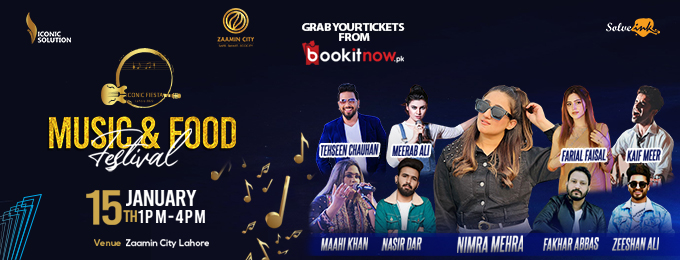 ICONIC
SOLUTION
ZAAMIN CITY
GRAB YOUR TICKETS
FROM
bookitnow.pk
Solve ink
ICONIC FIESTA
MUSIC & FOOD
Festival
15TH JANUARY
1PM-4PM
Venue Zaamin City Lahore
TEHSEEN CHAUHAN
MEERAB ALI
FARIAL FAISAL
KAIF MEER
MAAHI KHAN
NASIR DAR
NIMRA MEHRA
FAKHAR ABBAS
ZEESHAN ALI